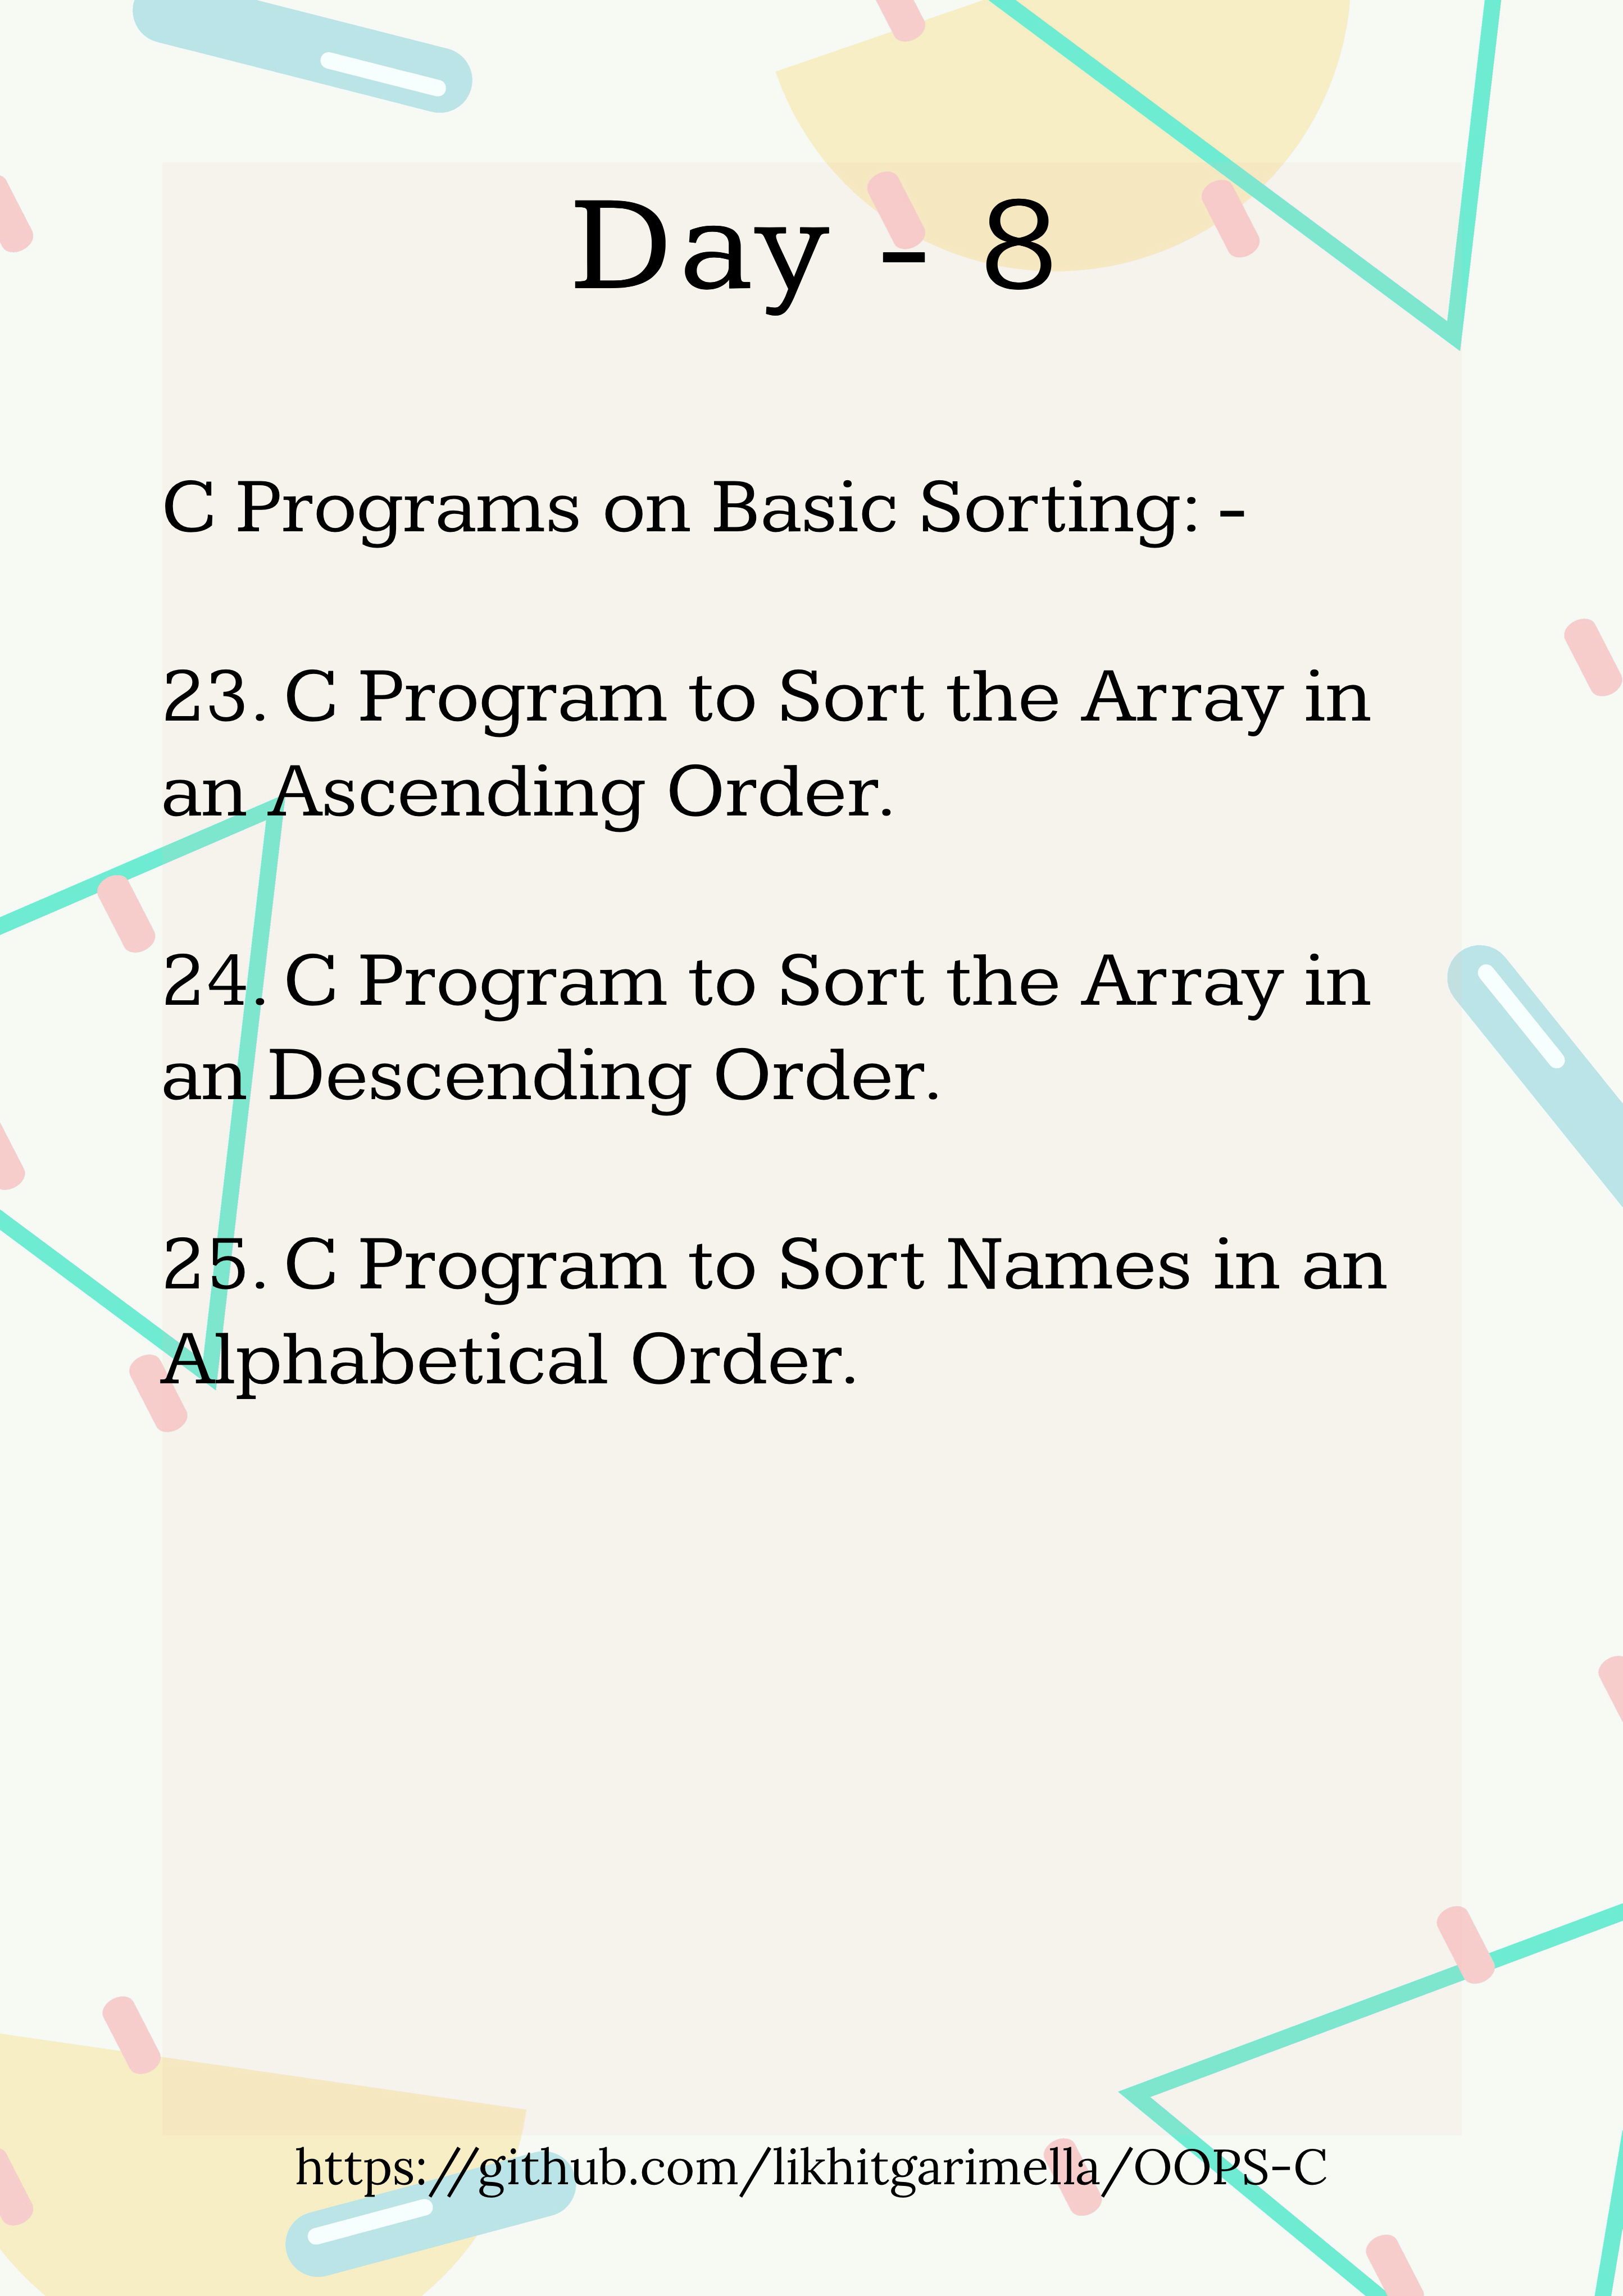 Day - 8
C Programs on Basic Sorting: -
23. C Program to Sort the Array in
an Ascending Order.
24. C Program to Sort the Array in
an Descending Order.
25. C Program to Sort Names in an
Alphabetical Order.
https://github.com/likhitgarimella/OOPS-C